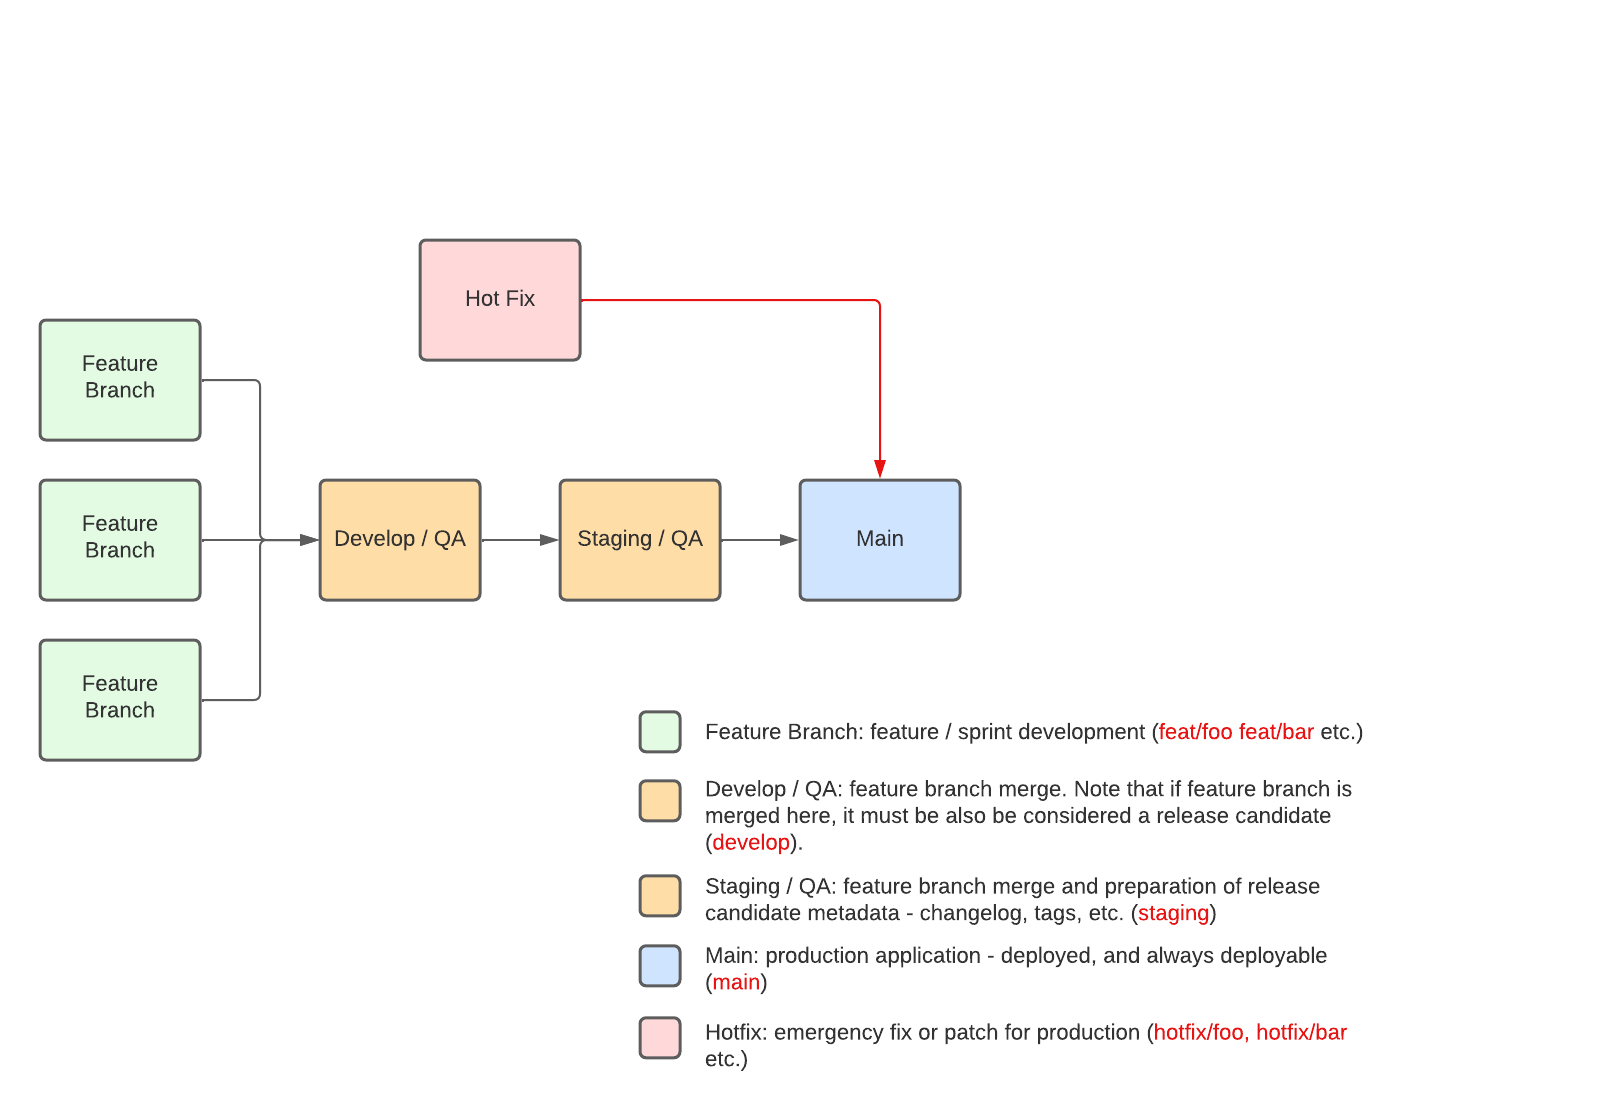 Hot Fix
Feature
Branch
Feature
Branch
Develop / QA
Staging / QA
Main
Feature
Branch
Feature Branch: feature / sprint development (feat/foo feat/bar etc.)
Develop / QA: feature branch merge. Note that if feature branch is
merged here, it must be also be considered a release candidate
(develop).
Staging / QA: feature branch merge and preparation of release
candidate metadata - changelog, tags, etc. (staging)
Main: production application - deployed, and always deployable
(main)
Hotfix: emergency fix or patch for production (hotfix/foo, hotfix/bar
etc.)